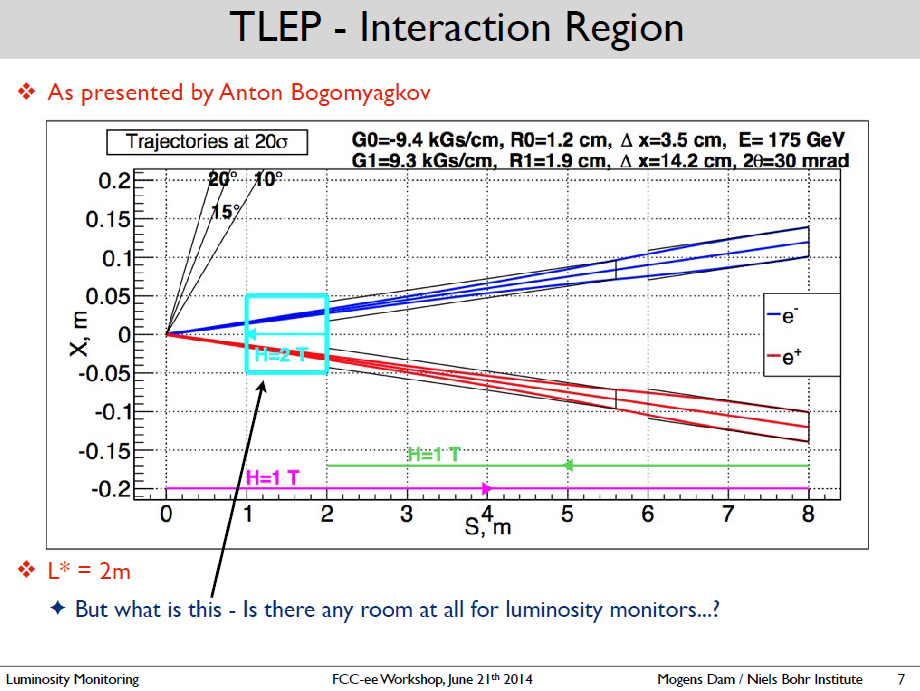 TLEP - Interaction Region
❖ As presented by Anton Bogomyagkov
Trajectories at 20σ
G0=-9.4 kGs/cm, R0=1.2 cm, Δ x=3.5 cm, E= 175 GeV
G1=9.3 kGs/cm, R1=1.9 cm, Δ x=14.2 cm, 2θ=30 mrad
20° 10°
15°
0.2
0.15
0.1
0.05
0
-0.05
-0.1
-0.15
-0.2
X, m
e-
e+
H=2 T
H=1 T
H=1 T
0 1 2 3 4 5 6 7 8
S, m
❖ L* = 2m
✦ But what is this - Is there any room at all for luminosity monitors...?
Luminosity Monitoring FCC-ee Workshop, June 21th 2014 Mogens Dam / Niels Bohr Institute 7